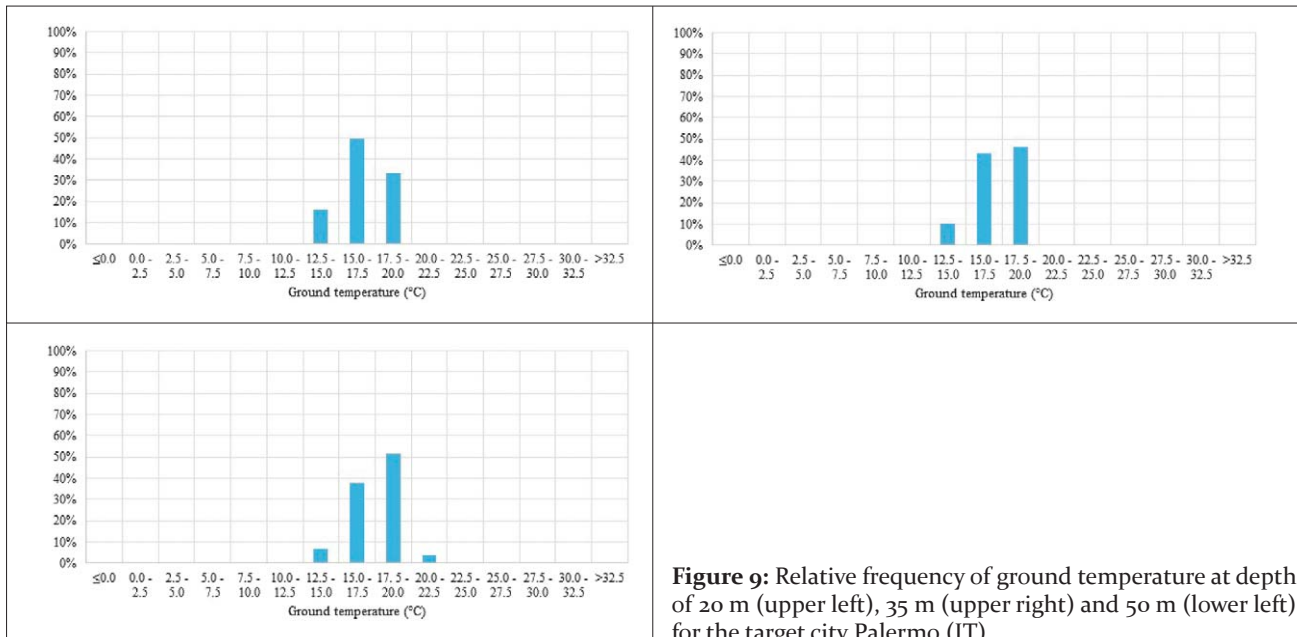 100%
90%
80%
70%
60%
50%
40%
30%
20%
10%
0%
≤0.0 0.0 - 2.5 - 5.0 - 7.5 - 10.0 - 12.5 - 15.0 - 17.5 - 20.0 - 22.5 - 25.0 - 27.5 - 30.0 - >32.5
2.5 5.0 7.5 10.0 12.5 15.0 17.5 20.0 22.5 25.0 27.5 30.0 32.5
Ground temperature (°C)
100%
90%
80%
70%
60%
50%
40%
30%
20%
10%
0%
≤0.0 0.0 - 2.5 - 5.0 - 7.5 - 10.0 - 12.5 - 15.0 - 17.5 - 20.0 - 22.5 - 25.0 - 27.5 - 30.0 - >32.5
2.5 5.0 7.5 10.0 12.5 15.0 17.5 20.0 22.5 25.0 27.5 30.0 32.5
Ground temperature (°C)
100%
90%
80%
70%
60%
50%
40%
30%
20%
10%
0%
≤0.0 0.0 - 2.5 - 5.0 - 7.5 - 10.0 - 12.5 - 15.0 - 17.5 - 20.0 - 22.5 - 25.0 - 27.5 - 30.0 - >32.5
2.5 5.0 7.5 10.0 12.5 15.0 17.5 20.0 22.5 25.0 27.5 30.0 32.5
Ground temperature (°C)
Figure 9: Relative frequency of ground temperature at depth
of 20 m (upper left), 35 m (upper right) and 50 m (lower left)
for the target city Palermo (IT)